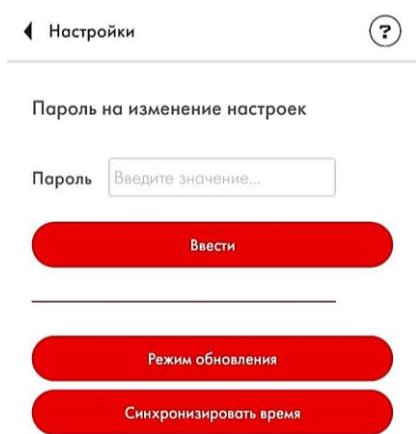 Настройки
?
Пароль на изменение настроек
Пароль Введите значение...
Ввести
Режим обновления
Синхронизировать время